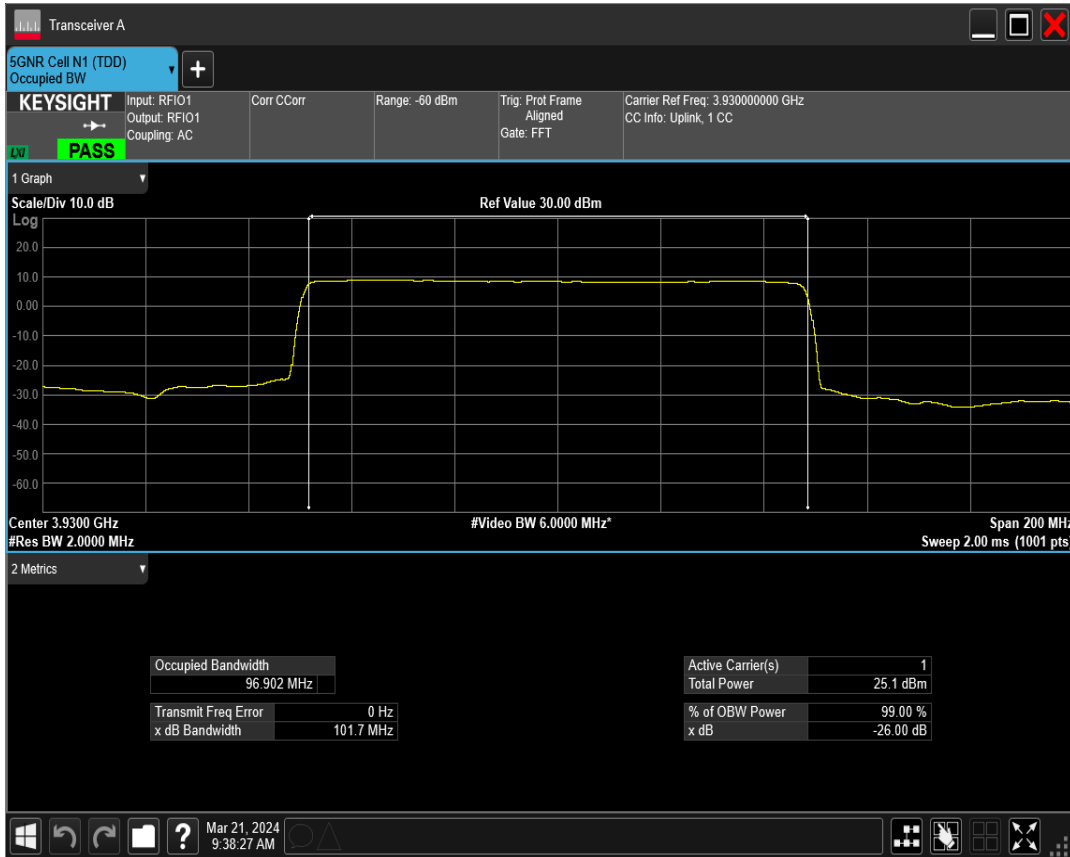 Transceiver A
5GNR Cell N1 (TDD)
Occupied BW
+
KEYSIGHT
LXI
PASS
Input: RFIO1
Output: RFIO1
Coupling: AC
Corr CCorr
Range: -60 dBm
Trig: Prot Frame
Aligned
Gate: FFT
Carrier Ref Freq: 3.930000000 GHz
CC Info: Uplink, 1 CC
1 Graph
Scale/Div 10.0 dB
Ref Value 30.00 dBm
Log
20.0
10.0
0.00
-10.0
-20.0
-30.0
-40.0
-50.0
-60.0
Center 3.9300 GHz
#Video BW 6.0000 MHz*
Span 200 MHz
#Res BW 2.0000 MHz
Sweep 2.00 ms (1001 pts)
2 Metrics
Occupied Bandwidth
96.902 MHz
Transmit Freq Error 0 Hz
x dB Bandwidth 101.7 MHz
Active Carrier(s) 1
Total Power 25.1 dBm
% of OBW Power 99.00 %
x dB -26.00 dB
?
Mar 21, 2024
9:38:27 AM